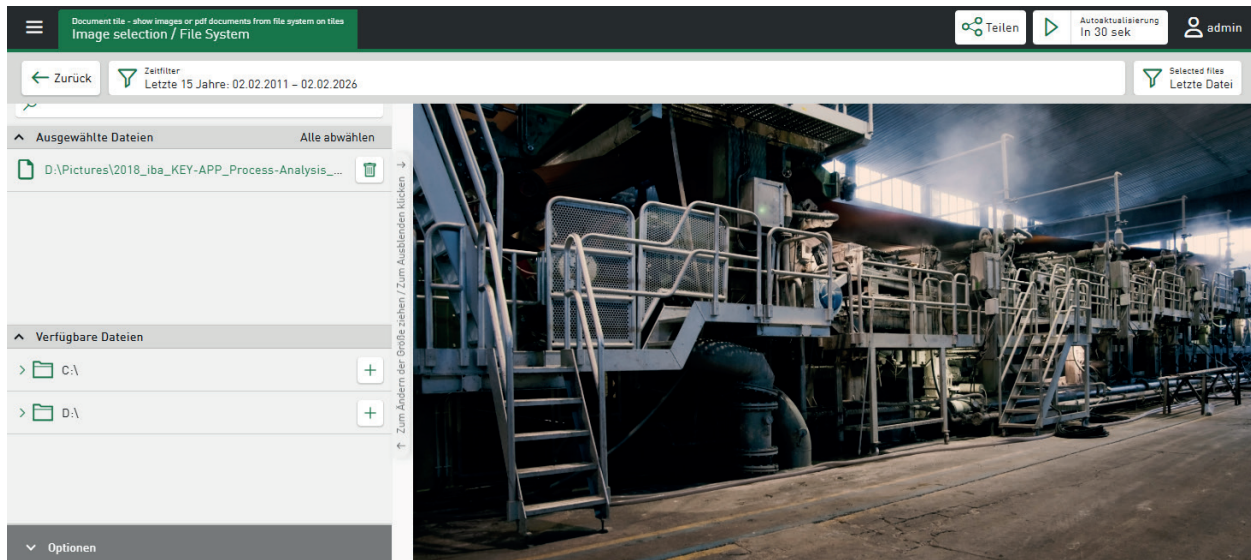 Document tile - show images or pdf documents from file system on tiles
Image selection / File System
Teilen
Autoaktualisierung
In 30 sek
admin
Zurück
Zeitfilter
Letzte 15 Jahre: 02.02.2011 – 02.02.2026
Selected files
Letzte Datei
Ausgewählte Dateien
Alle abwählen
D:\Pictures\2018_iba_KEY-APP_Process-Analysis_...
Verfügbare Dateien
C:\
D:\
Optionen
↑ Zum Ändern der Größe ziehen / Zum Ausblenden klicken ↑